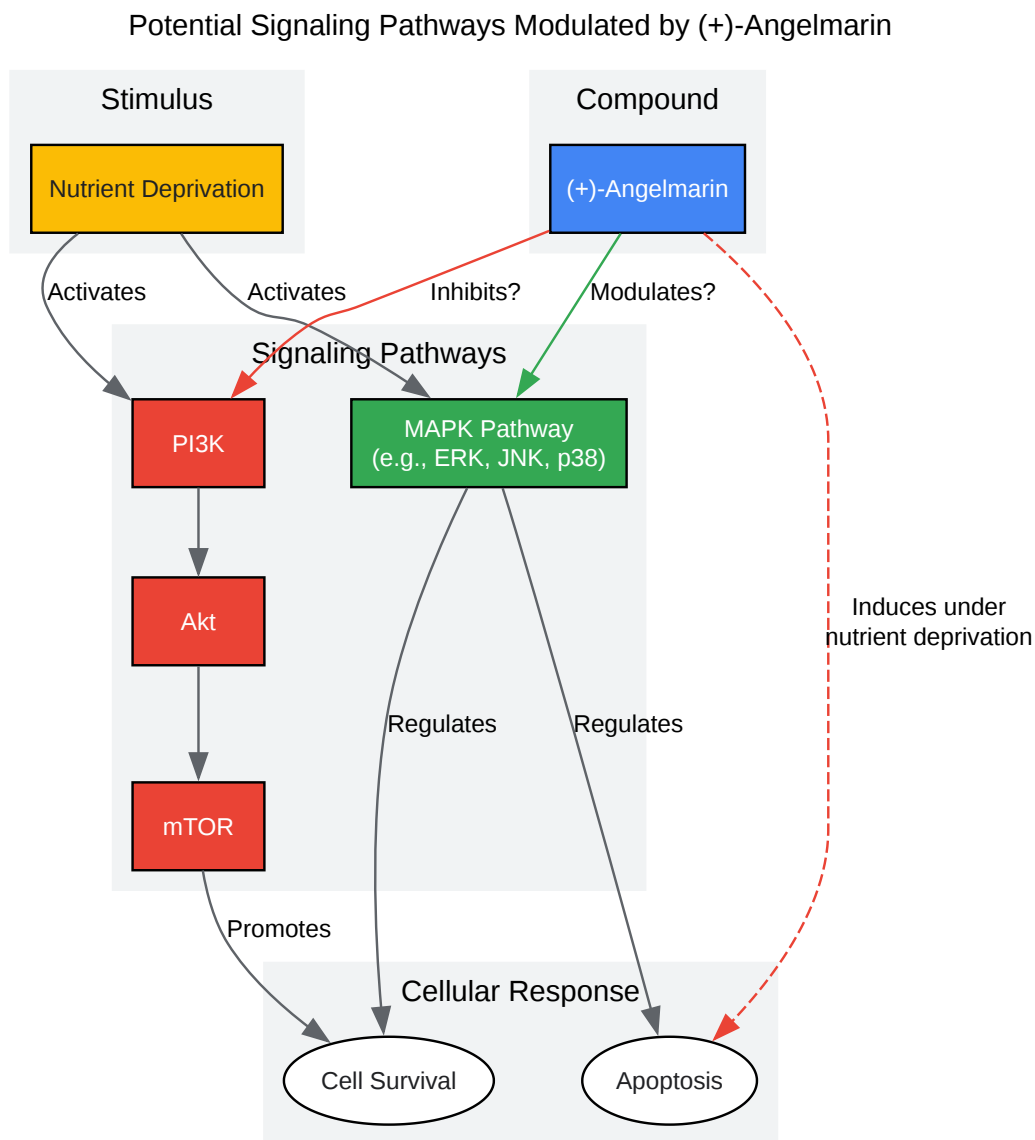 Potential Signaling Pathways Modulated by (+)-Angelmarin
Stimulus
Compound
Nutrient Deprivation
(+)-Angelmarin
Activates
Activates
Inhibits?
Modulates?
Signaling Pathways
PI3K
MAPK Pathway
(e.g., ERK, JNK, p38)
Akt
Induces under
nutrient deprivation
Regulates
Regulates
mTOR
Promotes
Cellular Response
Cell Survival
Apoptosis